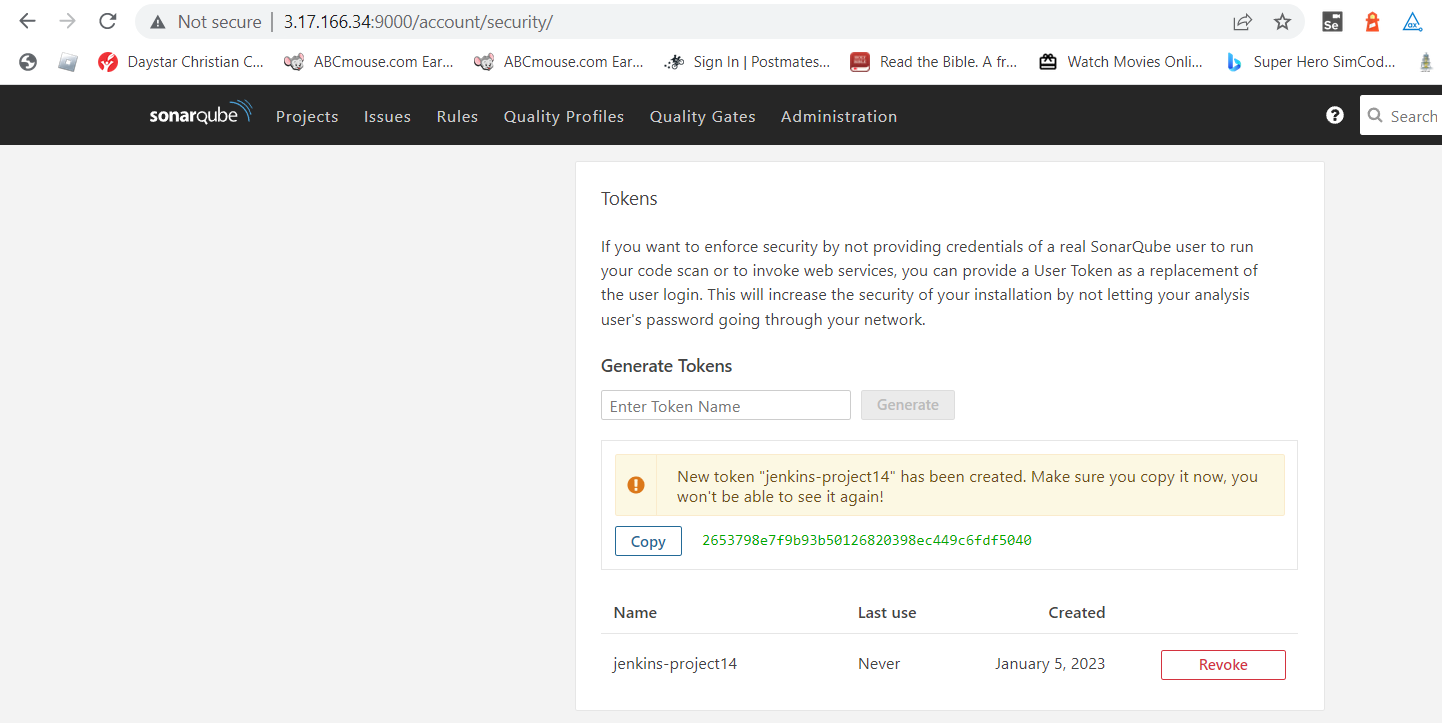 Not secure | 3.17.166.34:9000/account/security/
Se
ax
Daystar Christian C... ABCmouse.com Ear... ABCmouse.com Ear... Sign In | Postmates... Read the Bible. A fr... Watch Movies Onli... Super Hero SimCod...
sonarqube Projects Issues Rules Quality Profiles Quality Gates Administration ? Search
Tokens
If you want to enforce security by not providing credentials of a real SonarQube user to run
your code scan or to invoke web services, you can provide a User Token as a replacement of
the user login. This will increase the security of your installation by not letting your analysis
user's password going through your network.
Generate Tokens
Enter Token Name Generate
New token "jenkins-project14" has been created. Make sure you copy it now, you
won't be able to see it again!
Copy 2653798e7f9b93b50126820398ec449c6fdf5040
Name Last use Created
jenkins-project14 Never January 5, 2023 Revoke